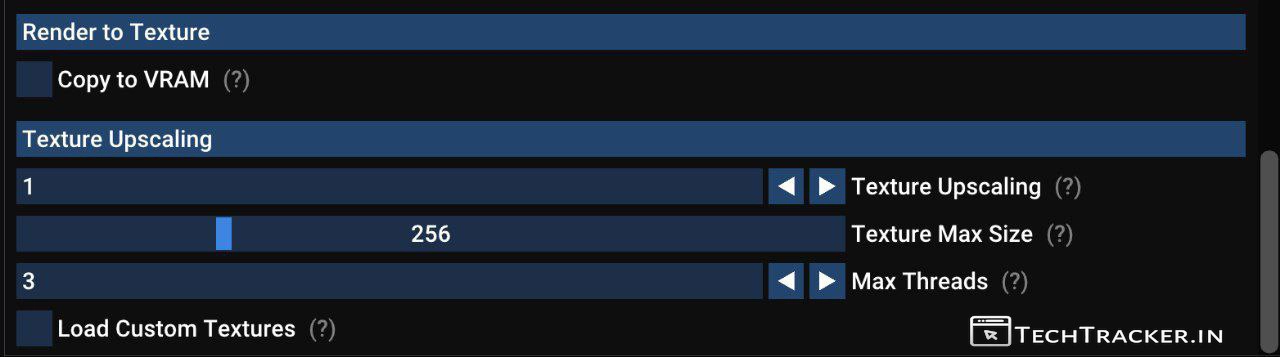 Render to Texture
Copy to VRAM (?)
Texture Upscaling
1 Texture Upscaling (?)
256 Texture Max Size (?)
3 Max Threads (?)
Load Custom Textures (?)
TECHTRACKER.IN